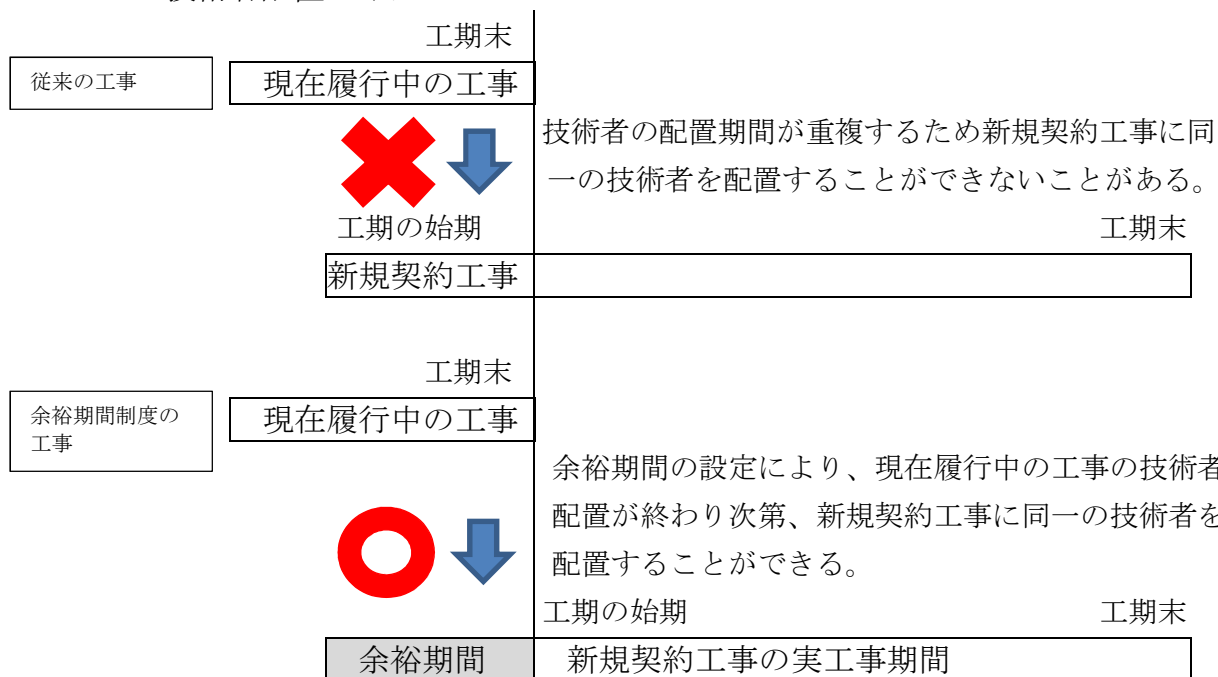 工期末
従来の工事
現在履行中の工事
技術者の配置期間が重複するため新規契約工事に同
一の技術者を配置することができないことがある。
工期の始期
工期末
新規契約工事
工期末
余裕期間制度の
工事
現在履行中の工事
余裕期間の設定により、現在履行中の工事の技術者
配置が終わり次第、新規契約工事に同一の技術者を
配置することができる。
工期の始期
工期末
余裕期間
新規契約工事の実工事期間